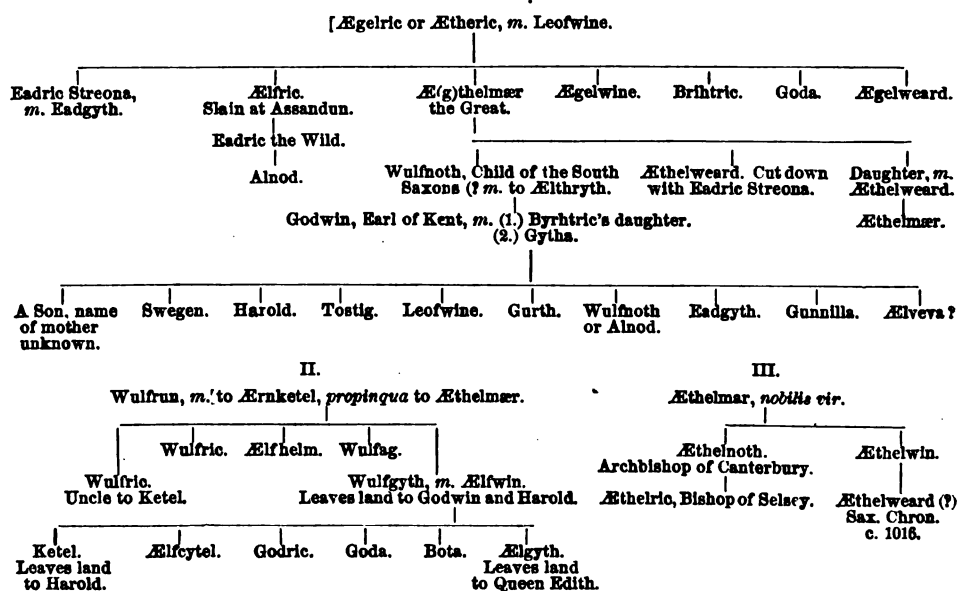 [Ægelric or Ætheric, m. Leofwine.
Eadric Streona,
m. Eadgyth.
Ælfric.
Slain at Assandun.
Æ(g)thelmær
the Great.
Ægelwine.
Brihtric.
Goda.
Ægelweard.
Eadric the Wild.
Alnod.
Wulfnoth, Child of the South
Saxons (? m. to Ælthryth.
Æthelweard. Cut down
with Eadric Streona.
Daughter, m.
Æthelweard.
Godwin, Earl of Kent, m. (1.) Byrhtric's daughter.
(2.) Gytha.
Æthelmær.
A Son, name
of mother
unknown.
Swegen.
Harold.
Tostig.
Leofwine.
Gurth.
Wulfnoth
or Alnod.
Eadgyth.
Gunnilla.
Ælveva?
II.
Wulfrun, m. to Ærnketel, propinqua to Æthelmær.
Wulfric.
Ælfhelm.
Wulfag.
Wulfric.
Uncle to Ketel.
Wulfgyth, m. Ælfwin.
Leaves land to Godwin and Harold.
Ketel.
Leaves land
to Harold.
Ælfcytel.
Godric.
Goda.
Bota.
Ælgyth.
Leaves land
to Queen Edith.
III.
Æthelmar, nobilis vir.
Æthelnoth.
Archbishop of Canterbury.
Æthelwin.
Æthelric, Bishop of Selsey.
Æthelweard (?)
Sax. Chron.
c. 1016.